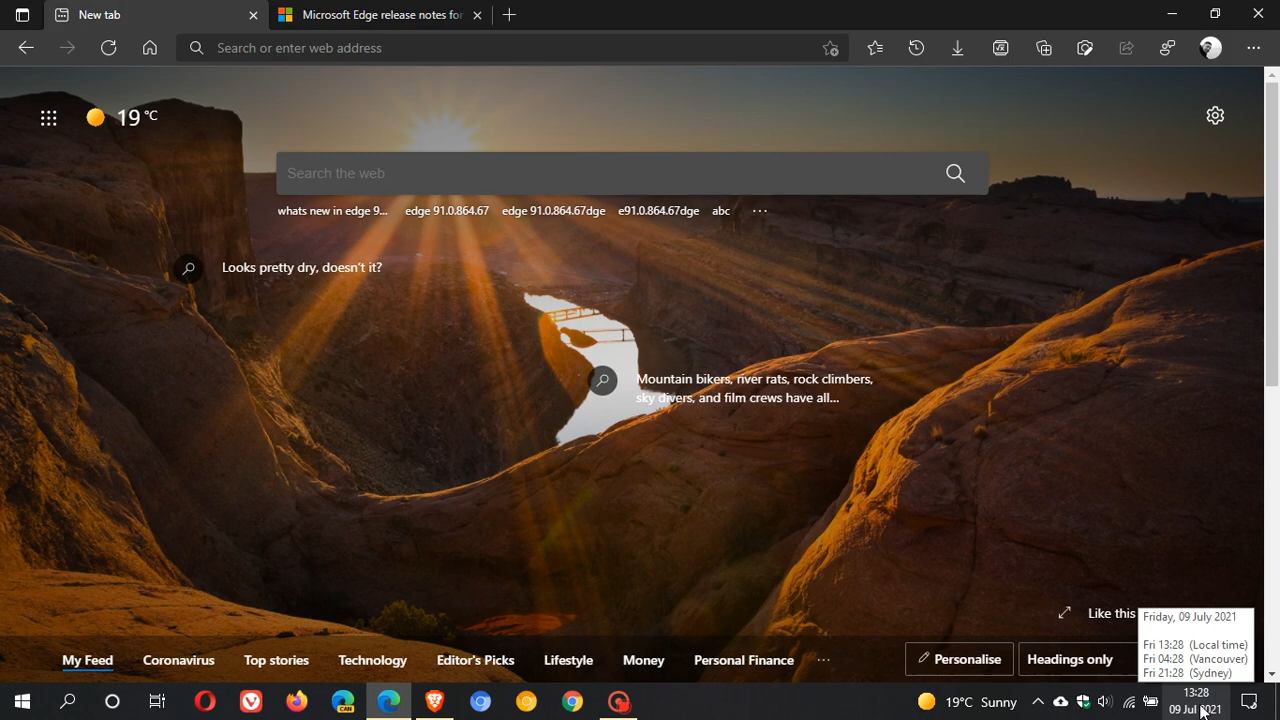 New tab
Microsoft Edge release notes for
Search or enter web address
19 °C
Search the web
whats new in edge 9... edge 91.0.864.67 edge 91.0.864.67dge e91.0.864.67dge abc ...
Looks pretty dry, doesn't it?
Mountain bikers, river rats, rock climbers,
sky divers, and film crews have all...
Like this
Friday, 09 July 2021
Fri 13:28 (Local time)
Fri 04:28 (Vancouver)
Fri 21:28 (Sydney)
My Feed Coronavirus Top stories Technology Editor's Picks Lifestyle Money Personal Finance ... Personalise Headings only
CAN
19°C Sunny
13:28
09 Jul 2021